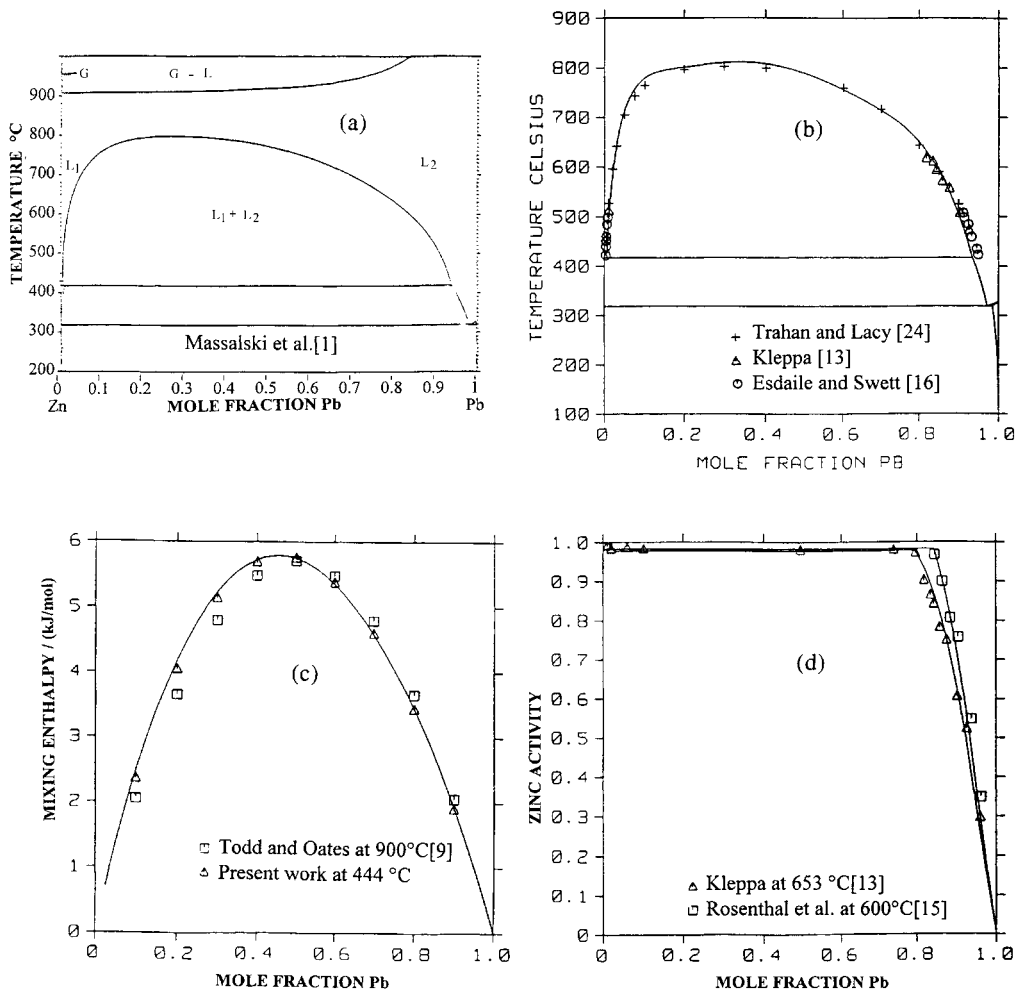 G
G - L
(a)
L1
L2
L1 + L2
Massalski et al.[1]
TEMPERATURE °C
900
800
700
600
500
400
300
200
0
0.1
0.2
0.3
0.4
0.5
0.6
0.7
0.8
0.9
1
Zn
MOLE FRACTION Pb
Pb
(b)
TEMPERATURE CELSIUS
900
800
700
600
500
400
300
200
100
+ Trahan and Lacy [24]
Kleppa [13]
Esdaile and Swett [16]
0
0.2
0.4
0.6
0.8
1.0
MOLE FRACTION PB
(c)
MIXING ENTHALPY / (kJ/mol)
6
5
4
3
2
1
0
Todd and Oates at 900°C[9]
Present work at 444 °C
0
0.2
0.4
0.6
0.8
1.0
MOLE FRACTION Pb
(d)
ZINC ACTIVITY
1.0
0.9
0.8
0.7
0.6
0.5
0.4
0.3
0.2
0.1
0
Kleppa at 653 °C[13]
Rosenthal et al. at 600°C[15]
0
0.2
0.4
0.6
0.8
1.0
MOLE FRACTION Pb